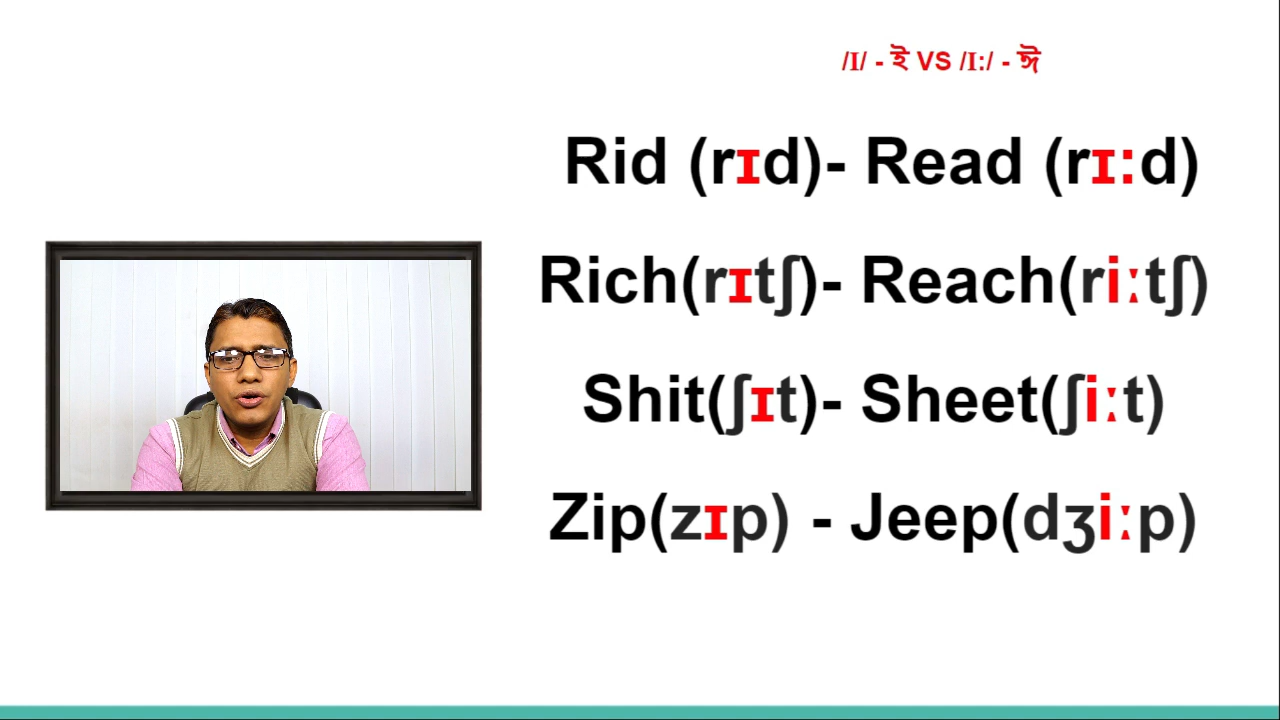 /I/ - ই VS /I:/ - ঈ
Rid (rɪd)- Read (rɪ:d)
Rich(rɪtʃ)- Reach(riːtʃ)
Shit(ʃɪt)- Sheet(ʃiːt)
Zip(zɪp) - Jeep(dʒiːp)